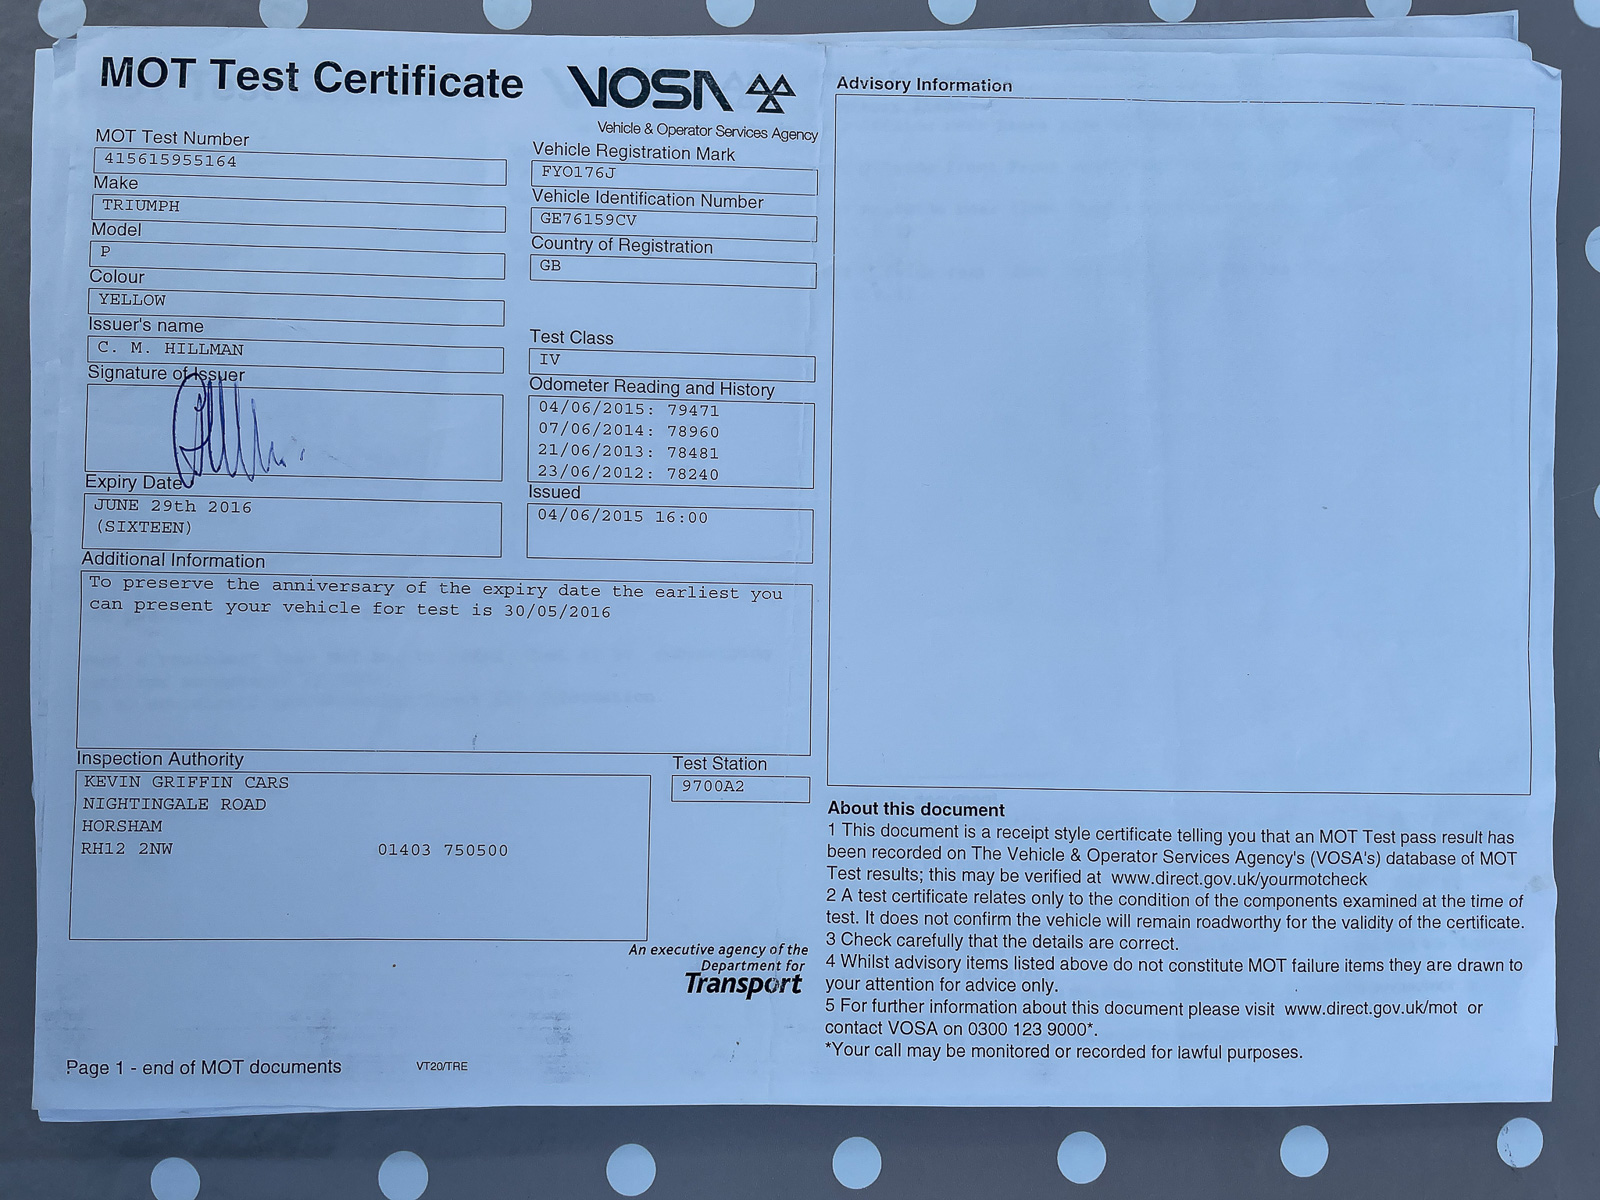 MOT Test Certificate
VOSA
Vehicle & Operator Services Agency
MOT Test Number
415615955164
Make
TRIUMPH
Model
P
Colour
YELLOW
Issuer's name
C. M. HILLMAN
Signature of Issuer
Expiry Date
JUNE 29th 2016
(SIXTEEN)
Vehicle Registration Mark
FYO176J
Vehicle Identification Number
GE76159CV
Country of Registration
GB
Test Class
IV
Odometer Reading and History
04/06/2015: 79471
07/06/2014: 78960
21/06/2013: 78481
23/06/2012: 78240
Issued
04/06/2015 16:00
Additional Information
To preserve the anniversary of the expiry date the earliest you
can present your vehicle for test is 30/05/2016
Inspection Authority
KEVIN GRIFFIN CARS
NIGHTINGALE ROAD
HORSHAM
RH12 2NW 01403 750500
Test Station
9700A2
An executive agency of the
Department for
Transport
Page 1 - end of MOT documents
VT20/TRE
Advisory Information
About this document
1 This document is a receipt style certificate telling you that an MOT Test pass result has
been recorded on The Vehicle & Operator Services Agency's (VOSA's) database of MOT
Test results; this may be verified at www.direct.gov.uk/yourmotcheck
2 A test certificate relates only to the condition of the components examined at the time of
test. It does not confirm the vehicle will remain roadworthy for the validity of the certificate.
3 Check carefully that the details are correct.
4 Whilst advisory items listed above do not constitute MOT failure items they are drawn to
your attention for advice only.
5 For further information about this document please visit www.direct.gov.uk/mot or
contact VOSA on 0300 123 9000*.
*Your call may be monitored or recorded for lawful purposes.